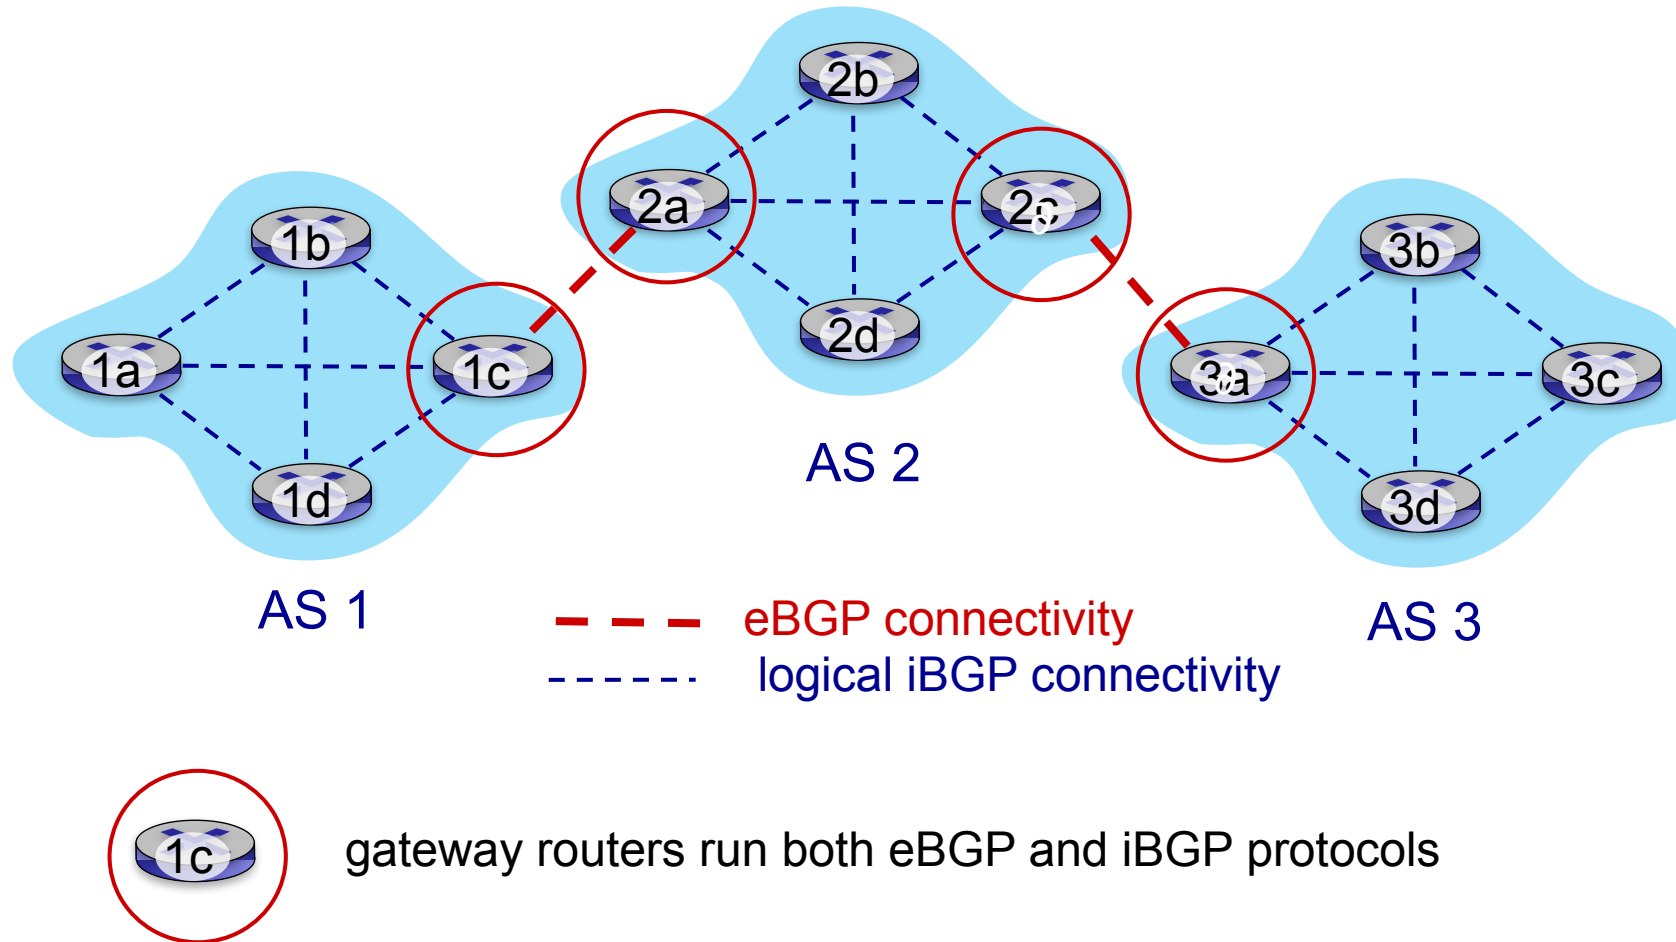 2b
2a
2c
2d
1b
1a
1c
1d
3b
3a
3c
3d
AS 2
AS 1
AS 3
eBGP connectivity
logical iBGP connectivity
1c
gateway routers run both eBGP and iBGP protocols